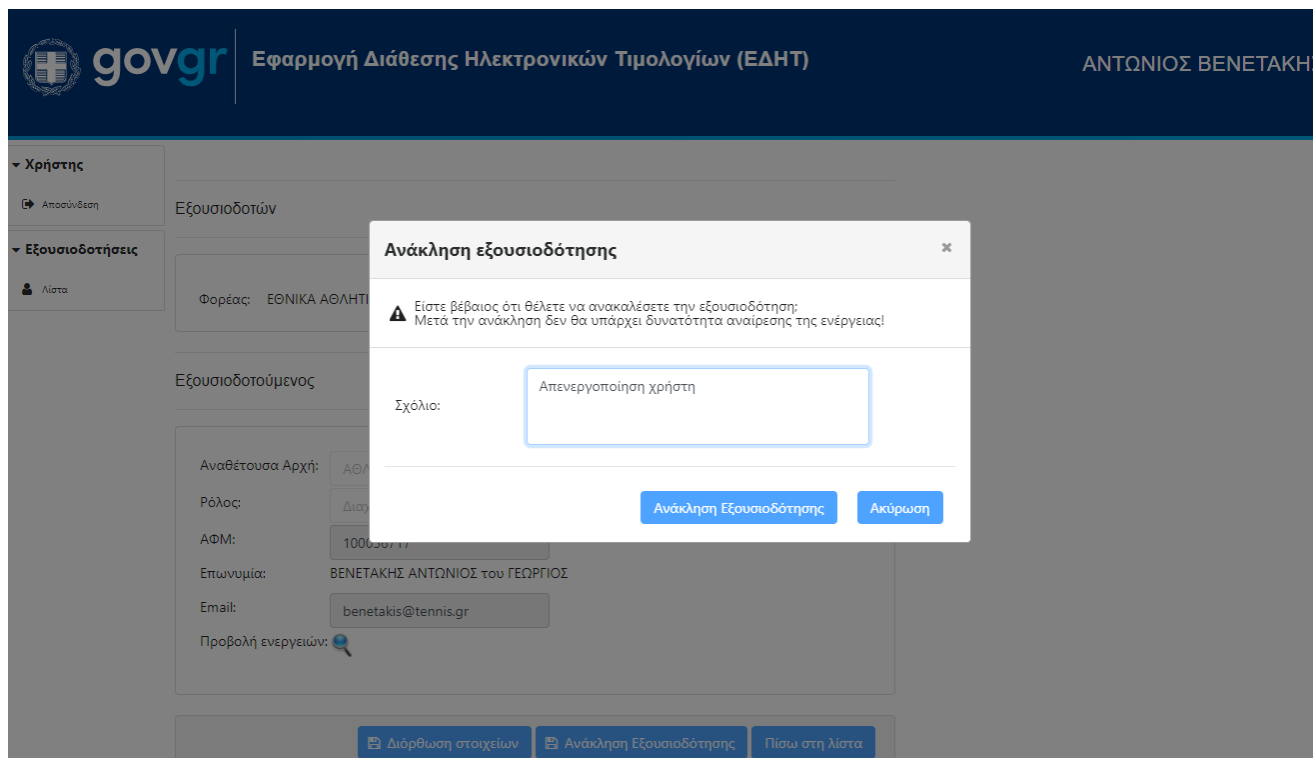 govgr
Εφαρμογή Διάθεσης Ηλεκτρονικών Τιμολογίων (ΕΔΗΤ)
ΑΝΤΩΝΙΟΣ ΒΕΝΕΤΑΚΗΣ
Χρήστης
Αποσύνδεση
Εξουσιοδοτήσεις
Λίστα
Εξουσιοδοτών
Φορέας: ΕΘΝΙΚΑ ΑΘΛΗΤΙ
Ανάκληση εξουσιοδότησης
Είστε βέβαιος ότι θέλετε να ανακαλέσετε την εξουσιοδότηση;
Μετά την ανάκληση δεν θα υπάρχει δυνατότητα αναίρεσης της ενέργειας!
Σχόλιο: Απενεργοποίηση χρήστη
Ανάκληση Εξουσιοδότησης Ακύρωση
Εξουσιοδοτούμενος
Αναθέτουσα Αρχή: ΑΘΛ
Ρόλος: Διαχ
ΑΦΜ:
Επωνυμία: ΒΕΝΕΤΑΚΗΣ ΑΝΤΩΝΙΟΣ του ΓΕΩΡΓΙΟΣ
Email: benetakis@tennis.gr
Προβολή ενεργειών:
Διόρθωση στοιχείων Ανάκληση Εξουσιοδότησης Πίσω στη λίστα